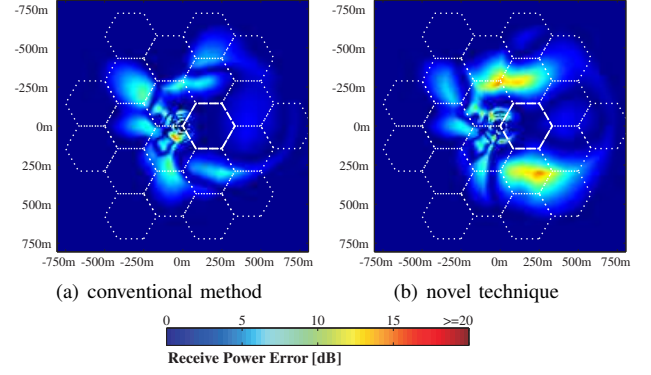 -750m
-500m
-250m
0m
250m
500m
750m
-750m -500m -250m 0m 250m 500m 750m
(a) conventional method
-750m
-500m
-250m
0m
250m
500m
750m
-750m -500m -250m 0m 250m 500m 750m
(b) novel technique
0 5 10 15 >=20
Receive Power Error [dB]